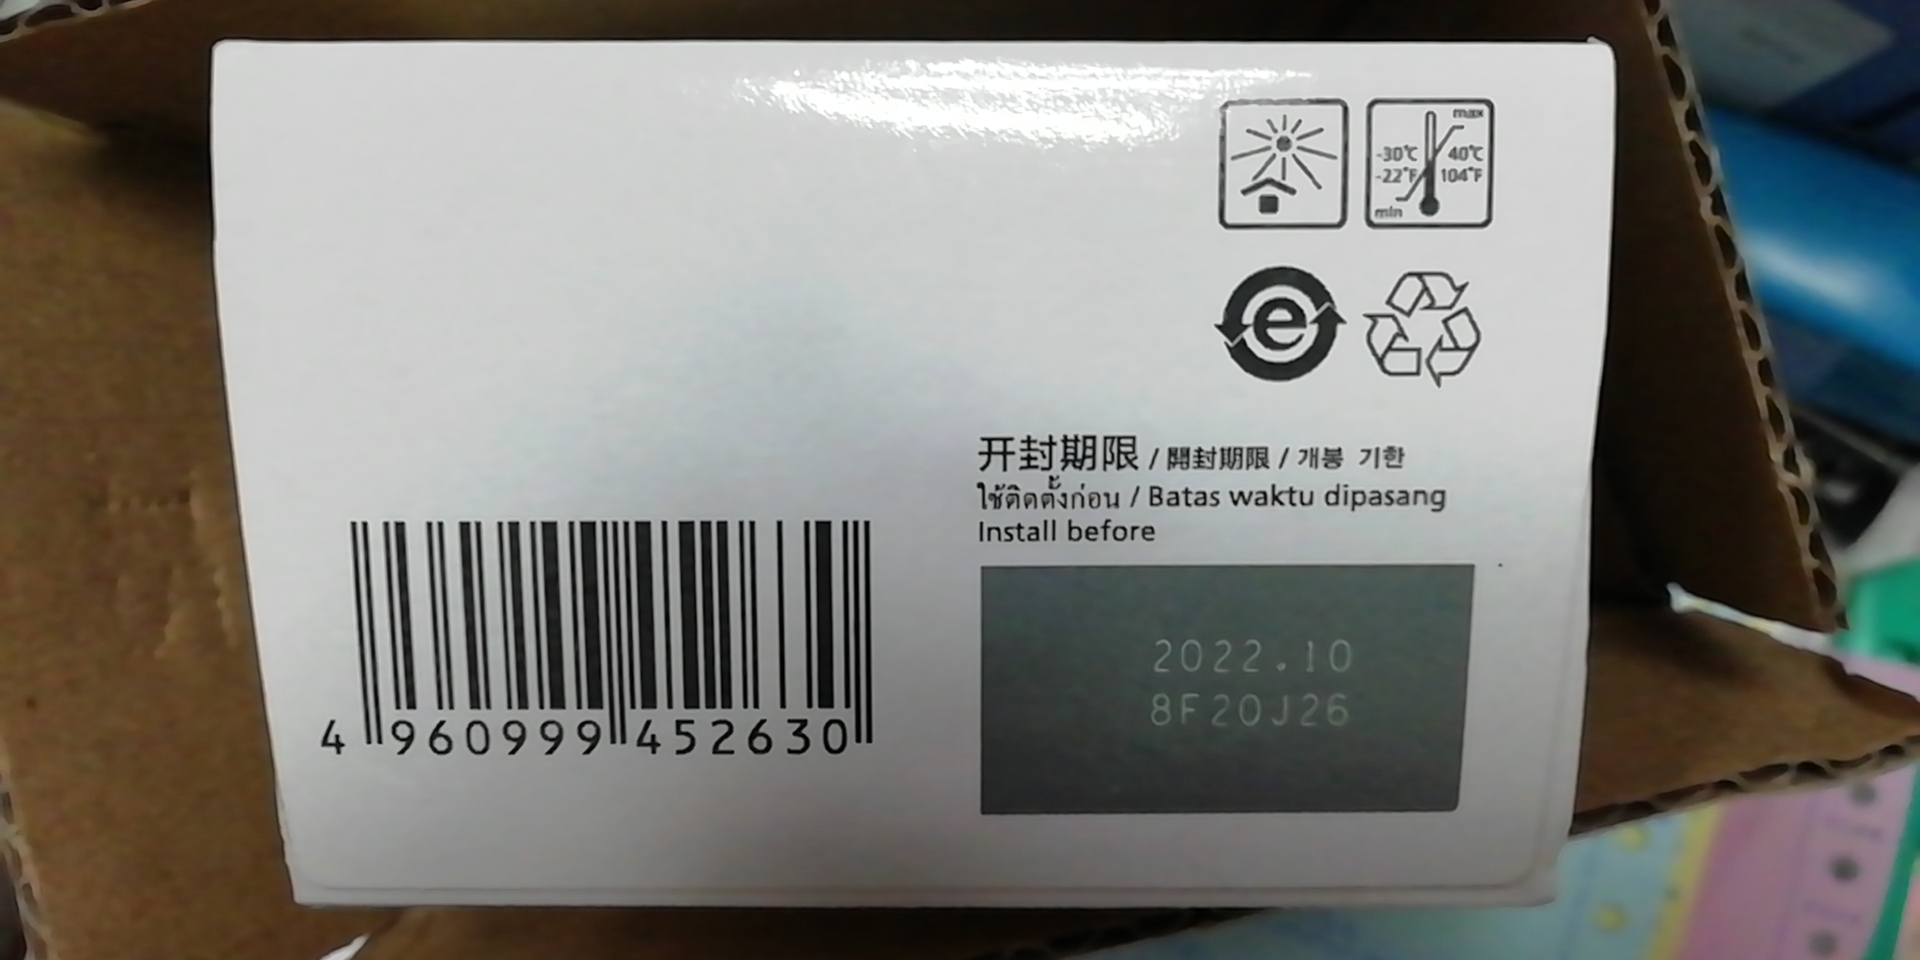 max
-30℃ 40℃
-22°F 104°F
min
e
开封期限 / 開封期限 / 개봉 기한
ใช้ติดตั้งก่อน / Batas waktu dipasang
Install before
2022.10
8F20J26
4 960999 452630